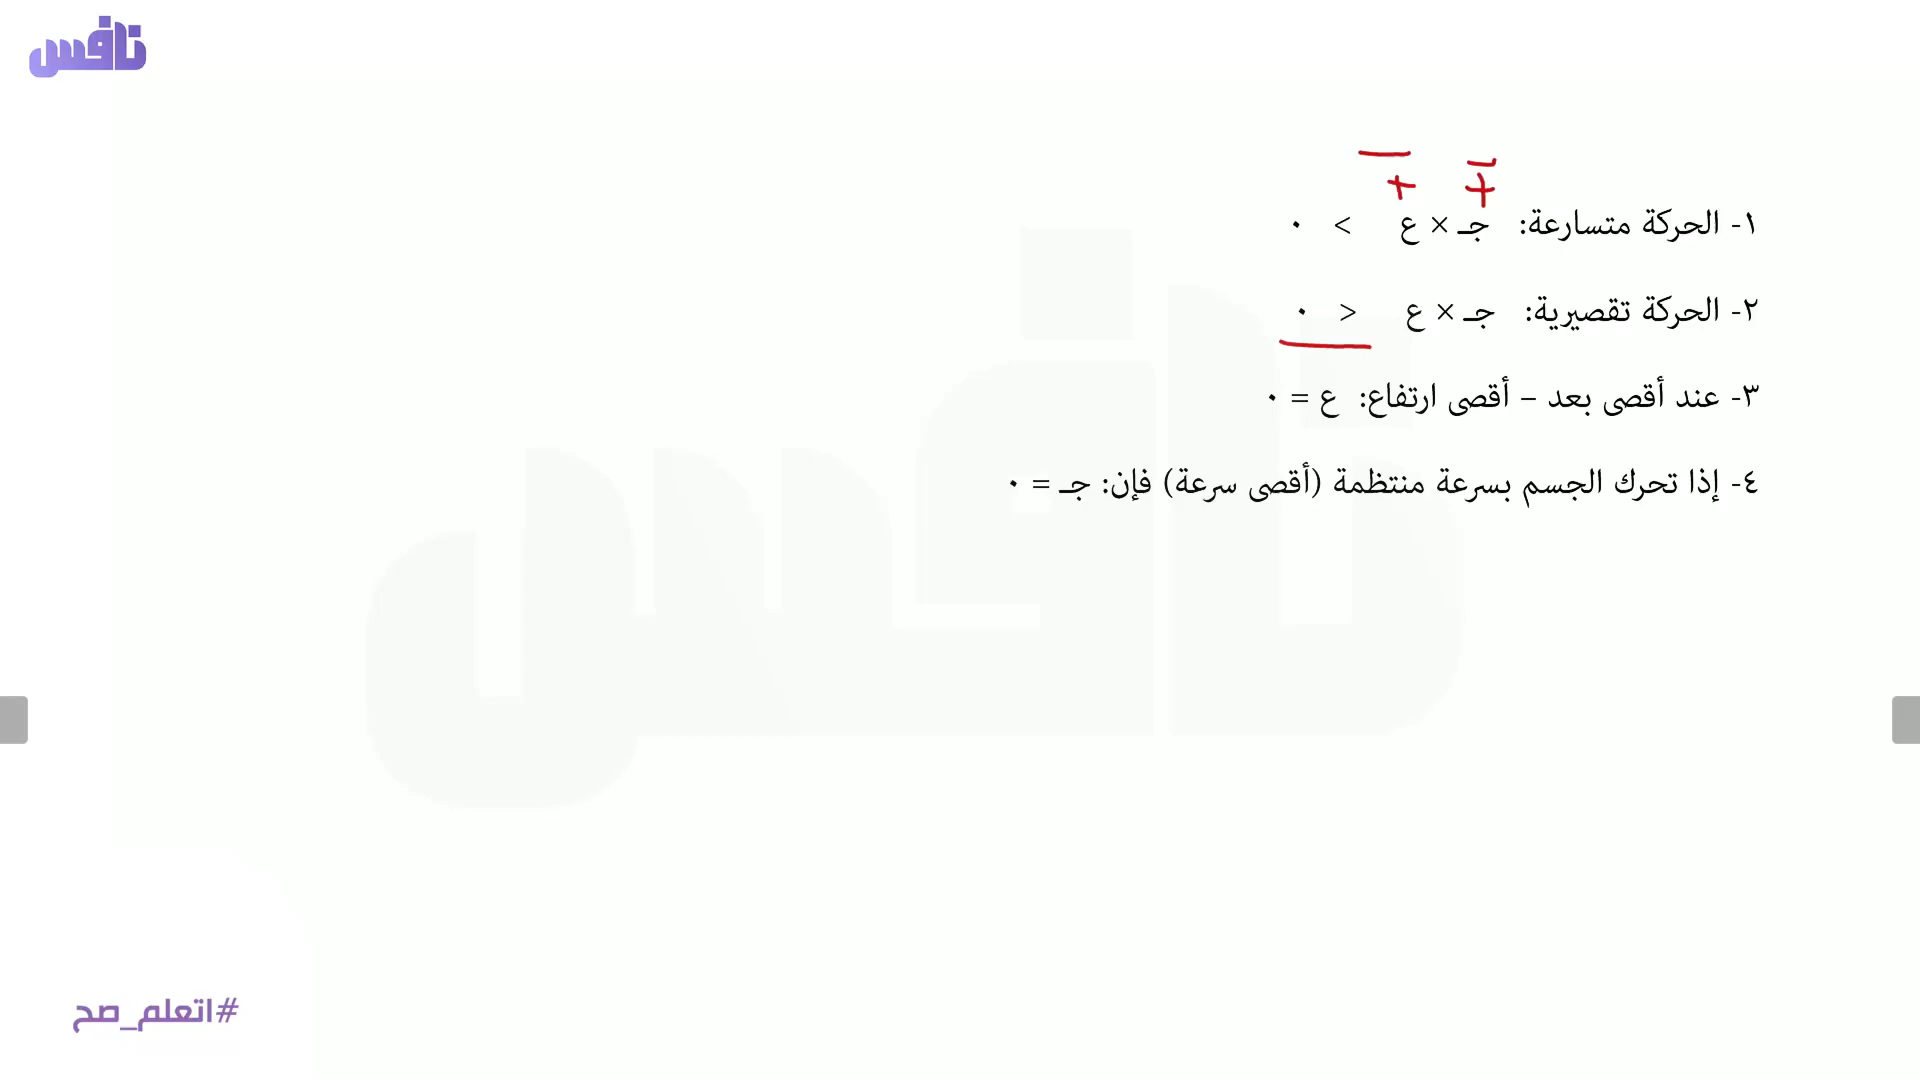 نافس
− −
+ +
١- الحركة متسارعة: جـ × ع > ٠
٢- الحركة تقصيرية: جـ × ع < ٠
٣- عند أقصى بعد – أقصى ارتفاع: ع = ٠
٤- إذا تحرك الجسم بسرعة منتظمة (أقصى سرعة) فإن: جـ = ٠
#اتعلم_صح